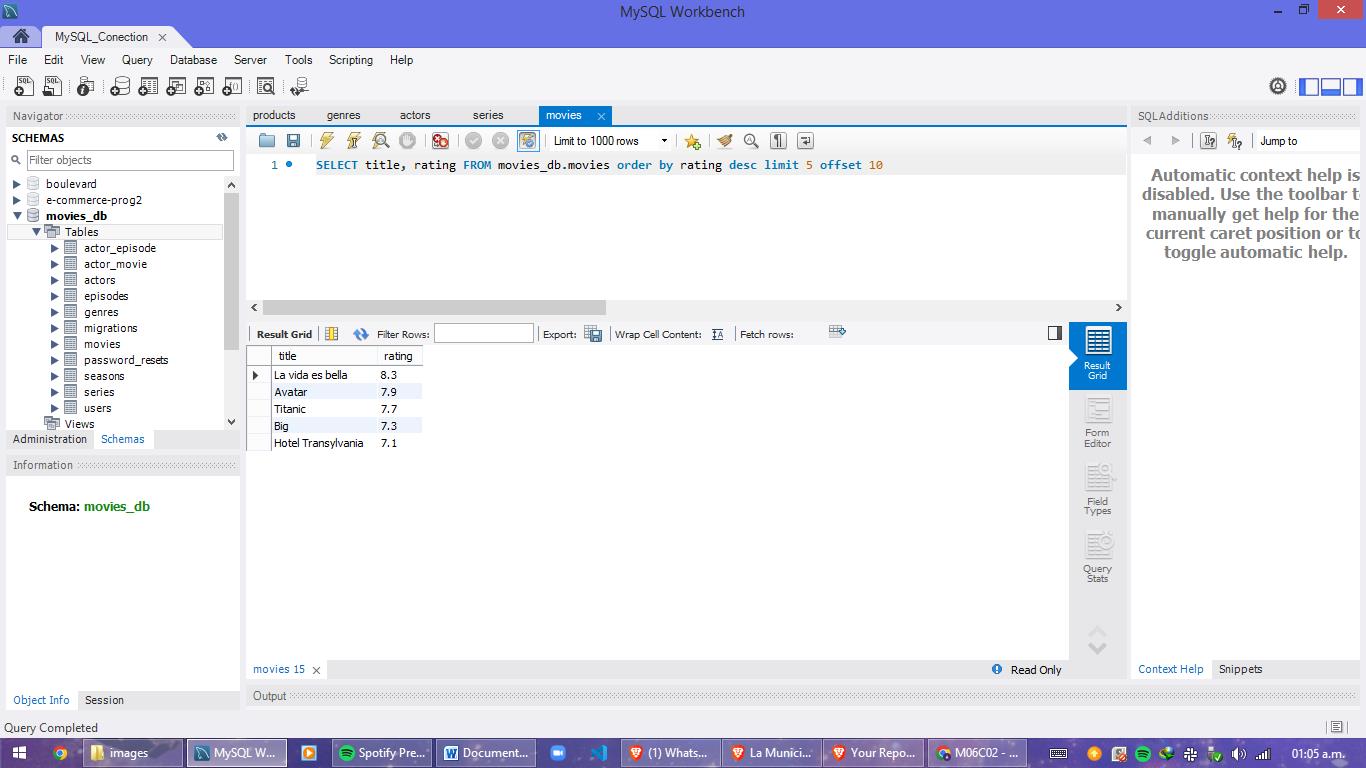 MySQL Workbench
MySQL_Conection
File Edit View Query Database Server Tools Scripting Help
Navigator
SCHEMAS
Filter objects
boulevard
e-commerce-prog2
movies_db
Tables
actor_episode
actor_movie
actors
episodes
genres
migrations
movies
password_resets
seasons
series
users
Views
Administration Schemas
Information
Schema: movies_db
Object Info Session
products genres actors series movies
Limit to 1000 rows
1 SELECT title, rating FROM movies_db.movies order by rating desc limit 5 offset 10
Result Grid Filter Rows: Export: Wrap Cell Content: Fetch rows:
title rating
La vida es bella 8.3
Avatar 7.9
Titanic 7.7
Big 7.3
Hotel Transylvania 7.1
Result
Grid
Form
Editor
Field
Types
Query
Stats
movies 15
Read Only
Output
SQLAdditions
Jump to
Automatic context help is
disabled. Use the toolbar t
manually get help for the
current caret position or to
toggle automatic help.
Context Help Snippets
Query Completed
images MySQL W... Spotify Pre... Document... (1) Whats... La Munici... Your Repo... M06C02 - ... 01:05 a.m.